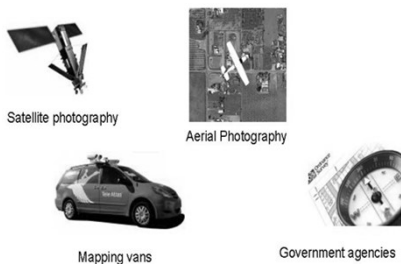 Satellite photography
Aerial Photography
Mapping vans
Government agencies